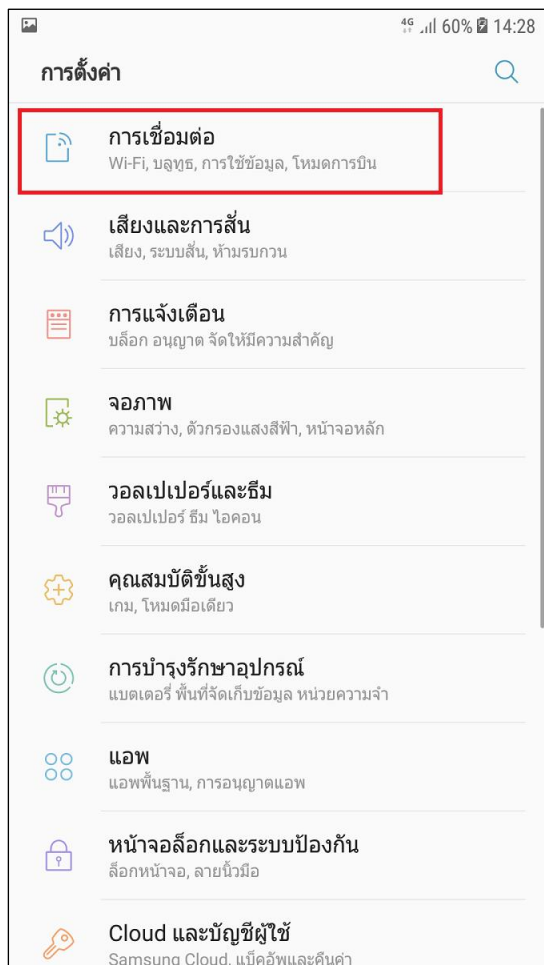 4G 60% 14:28
การตั้งค่า
การเชื่อมต่อ
Wi-Fi, บลูทูธ, การใช้ข้อมูล, โหมดการบิน
เสียงและการสั่น
เสียง, ระบบสั่น, ห้ามรบกวน
การแจ้งเตือน
บล็อก อนุญาต จัดให้มีความสำคัญ
จอภาพ
ความสว่าง, ตัวกรองแสงสีฟ้า, หน้าจอหลัก
วอลเปเปอร์และธีม
วอลเปเปอร์ ธีม ไอคอน
คุณสมบัติขั้นสูง
เกม, โหมดมือเดียว
การบำรุงรักษาอุปกรณ์
แบตเตอรี่ พื้นที่จัดเก็บข้อมูล หน่วยความจำ
แอพ
แอพพื้นฐาน, การอนุญาตแอพ
หน้าจอล็อกและระบบป้องกัน
ล็อกหน้าจอ, ลายนิ้วมือ
Cloud และบัญชีผู้ใช้
Samsung Cloud, แบ็คอัพและคืนค่า